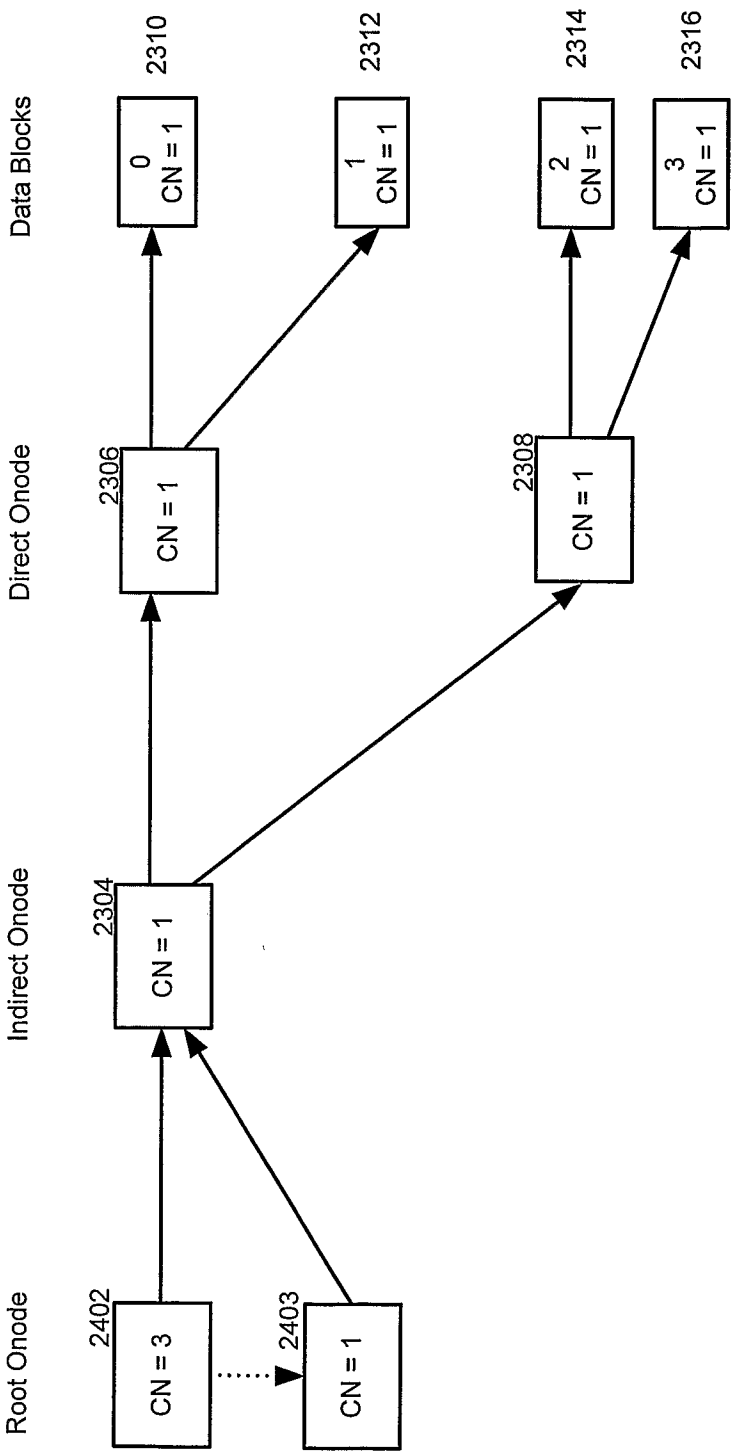 Root Onode
Indirect Onode
Direct Onode
Data Blocks
2402
CN = 3
2403
CN = 1
2304
CN = 1
2306
CN = 1
2308
CN = 1
0
CN = 1
2310
1
CN = 1
2312
2
CN = 1
2314
3
CN = 1
2316